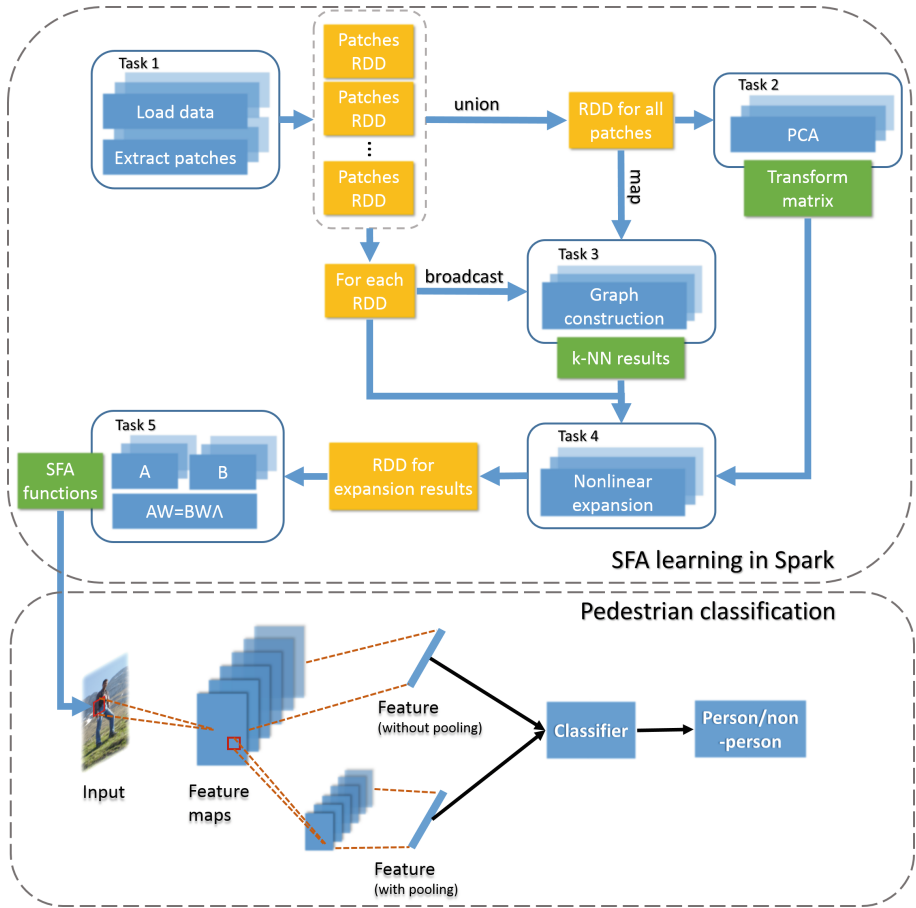 Task 1
Load data
Extract patches
Patches
RDD
Patches
RDD
...
Patches
RDD
union
RDD for all
patches
Task 2
PCA
Transform
matrix
map
For each
RDD
broadcast
Task 3
Graph
construction
k-NN results
Task 4
Nonlinear
expansion
RDD for
expansion results
Task 5
A
B
AW=BWΛ
SFA
functions
SFA learning in Spark
Pedestrian classification
Input
Feature
maps
Feature
(without pooling)
Feature
(with pooling)
Classifier
Person/non
-person